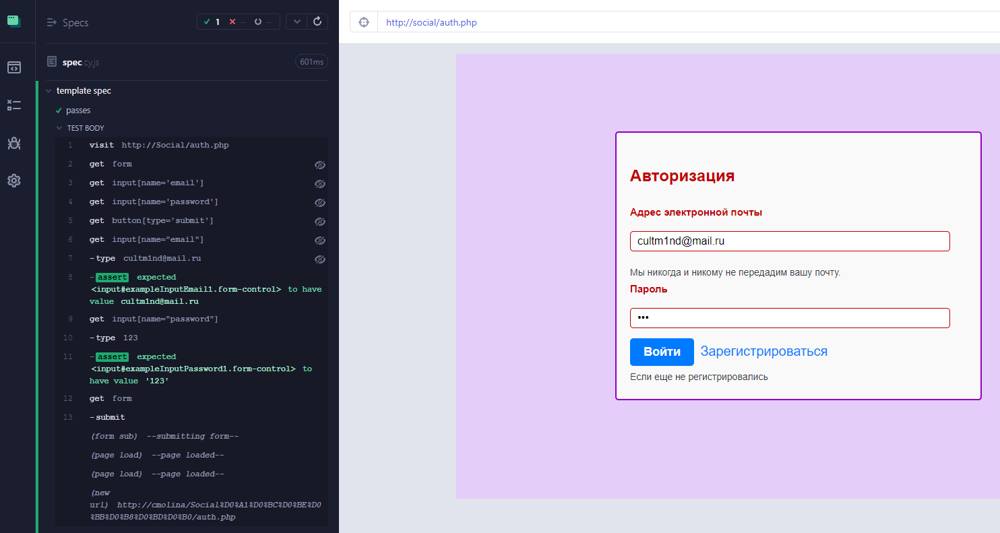 Specs
1 -- --
http://social/auth.php
spec.cy.js 601ms
template spec
passes
TEST BODY
1 visit http://Social/auth.php
2 get form
3 get input[name='email']
4 get input[name='password']
5 get button[type='submit']
6 get input[name="email"]
7 -type cultm1nd@mail.ru
8 -assert expected
<input#exampleInputEmail1.form-control> to have
value cultm1nd@mail.ru
9 get input[name="password"]
10 -type 123
11 -assert expected
<input#exampleInputPassword1.form-control> to
have value '123'
12 get form
13 -submit
(form sub) --submitting form--
(page load) --page loaded--
(page load) --page loaded--
(new
url) http://cmolina/Social%D0%A1%D0%BC%D0%BE%D0
%BB%D0%B8%D0%BD%D0%B0/auth.php
Авторизация
Адрес электронной почты
cultm1nd@mail.ru
Мы никогда и никому не передадим вашу почту.
Пароль
•••
Войти Зарегистрироваться
Если еще не регистрировались